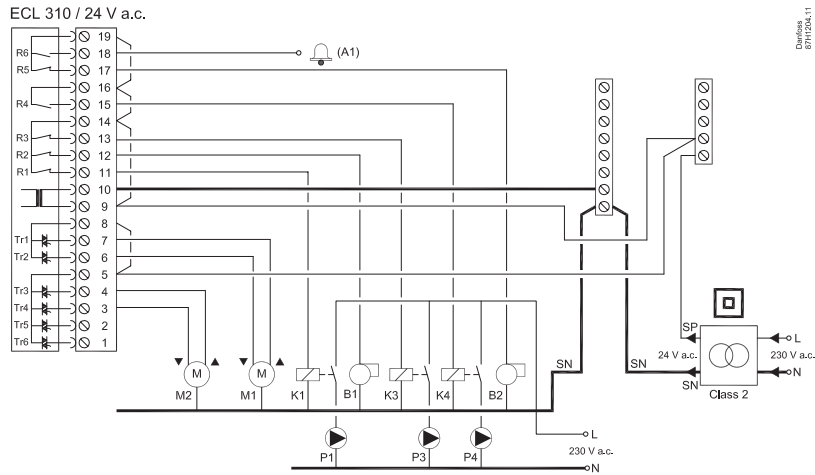 ECL 310 / 24 V a.c.
Danfoss
87H1204.11
19
R6 18 (A1)
R5 17
16
R4 15
14
R3 13
R2 12
R1 11
10
9
8
Tr1 7
Tr2 6
5
Tr3 4
Tr4 3
Tr5 2
Tr6 1
SP
L
24 V a.c. 230 V a.c.
SN SN SN N
Class 2
M M
M2 M1 K1 B1 K3 K4 B2
L
P1 P3 P4 230 V a.c.
N